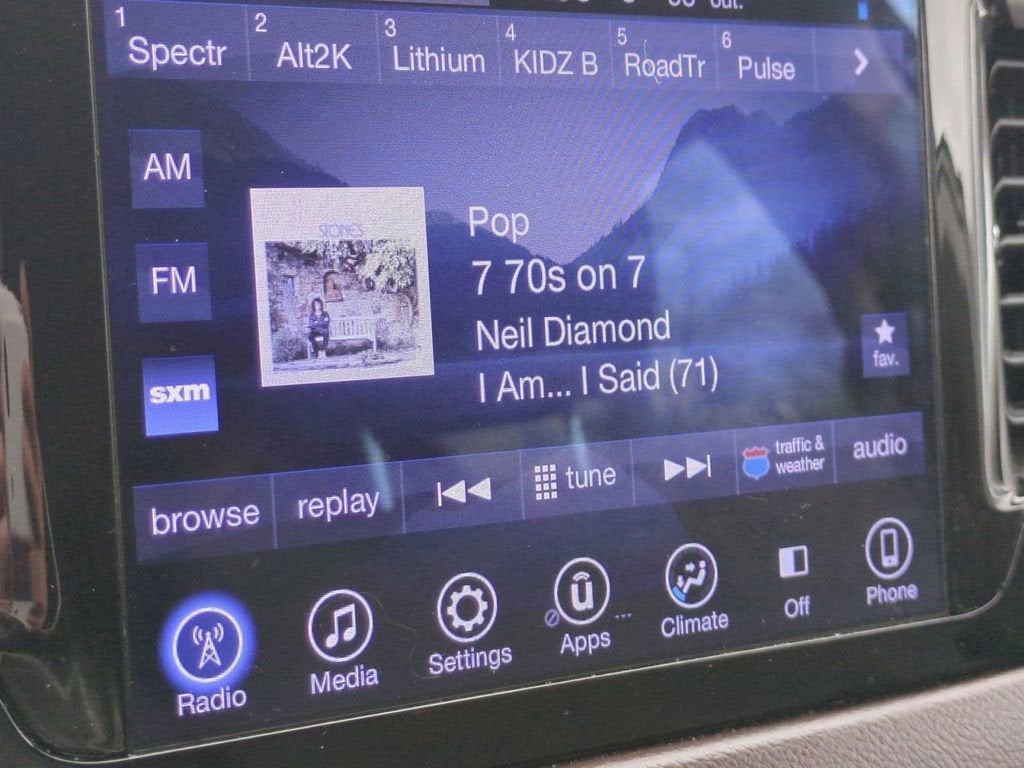 out.
1 Spectr 2 Alt2K 3 Lithium 4 KIDZ B 5 RoadTr 6 Pulse
AM
FM
sxm
STONES
Pop
7 70s on 7
Neil Diamond
I Am... I Said (71)
fav.
browse replay tune traffic & weather audio
Radio Media Settings Apps Climate Off Phone